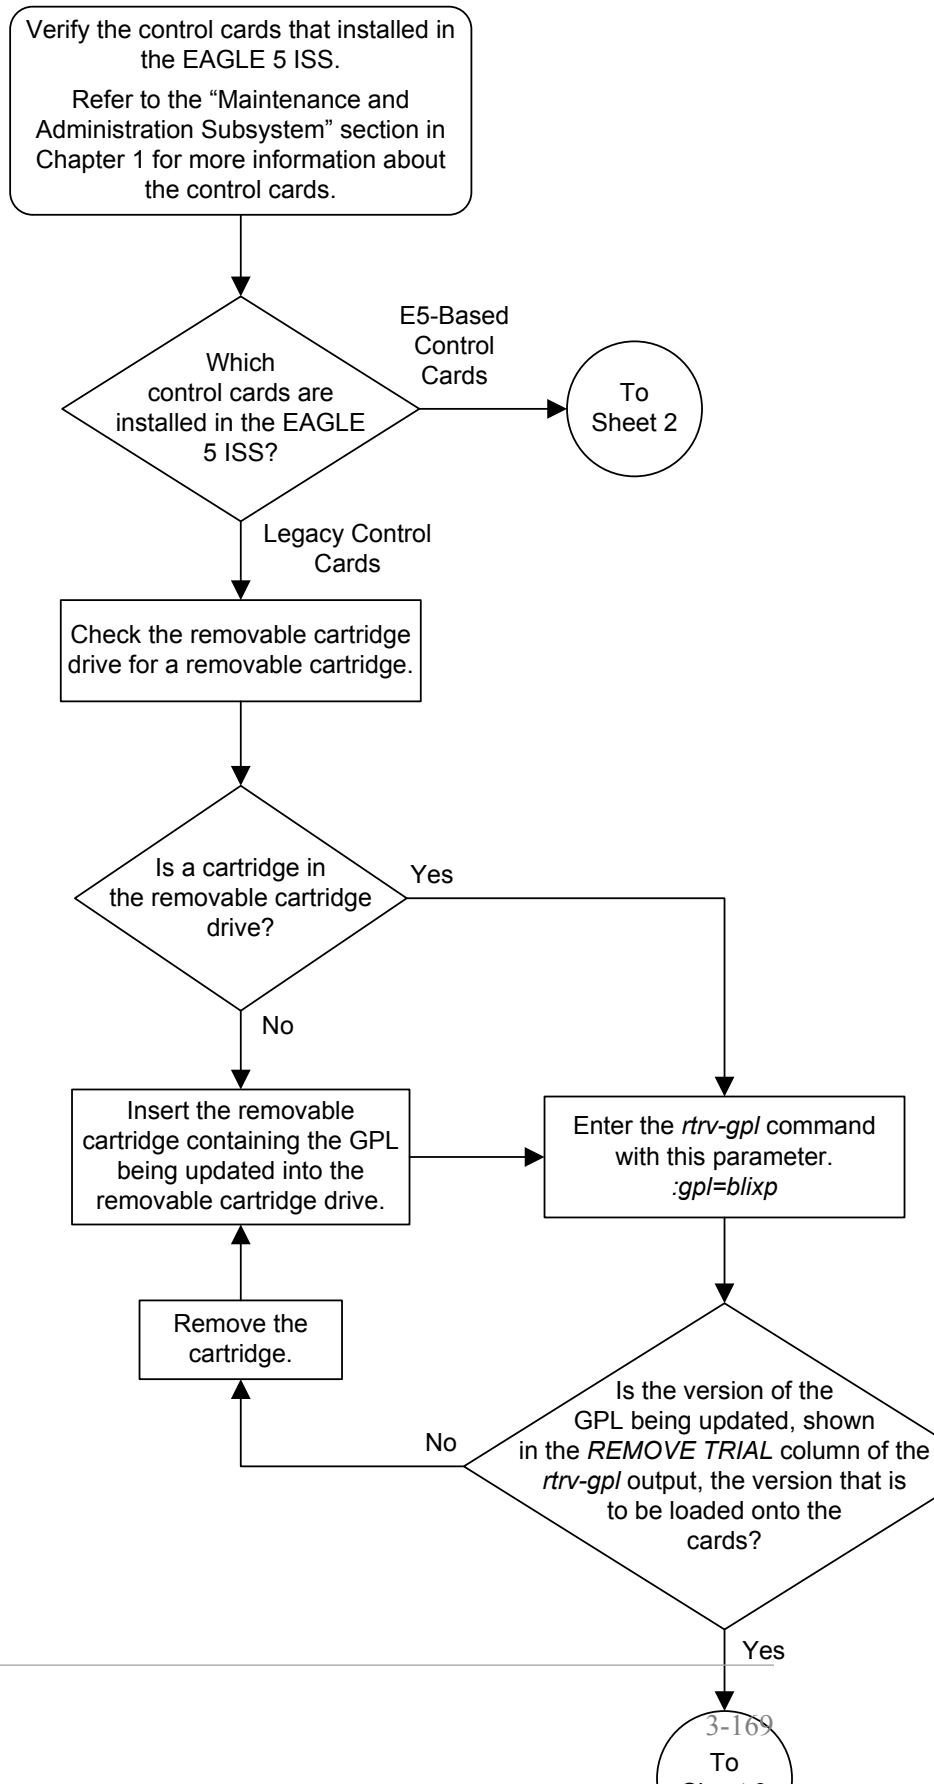 Verify the control cards that installed in
the EAGLE 5 ISS.
Refer to the “Maintenance and
Administration Subsystem” section in
Chapter 1 for more information about
the control cards.
Which
control cards are
installed in the EAGLE
5 ISS?
E5-Based
Control
Cards
To
Sheet 2
Legacy Control
Cards
Check the removable cartridge
drive for a removable cartridge.
Is a cartridge in
the removable cartridge
drive?
Yes
No
Insert the removable
cartridge containing the GPL
being updated into the
removable cartridge drive.
Enter the rtrv-gpl command
with this parameter.
:gpl=blixp
Remove the
cartridge.
Is the version of the
GPL being updated, shown
in the REMOVE TRIAL column of the
rtrv-gpl output, the version that is
to be loaded onto the
cards?
No
Yes
3-169
To